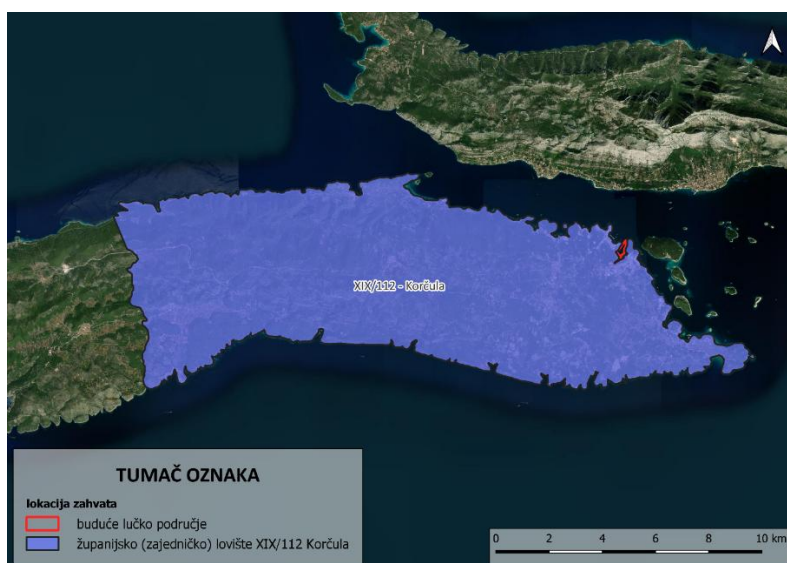 XIX/112 - Korčula
TUMAČ OZNAKA
lokacija zahvata
buduće lučko područje
županijsko (zajedničko) lovište XIX/112 Korčula
0 2 4 6 8 10 km